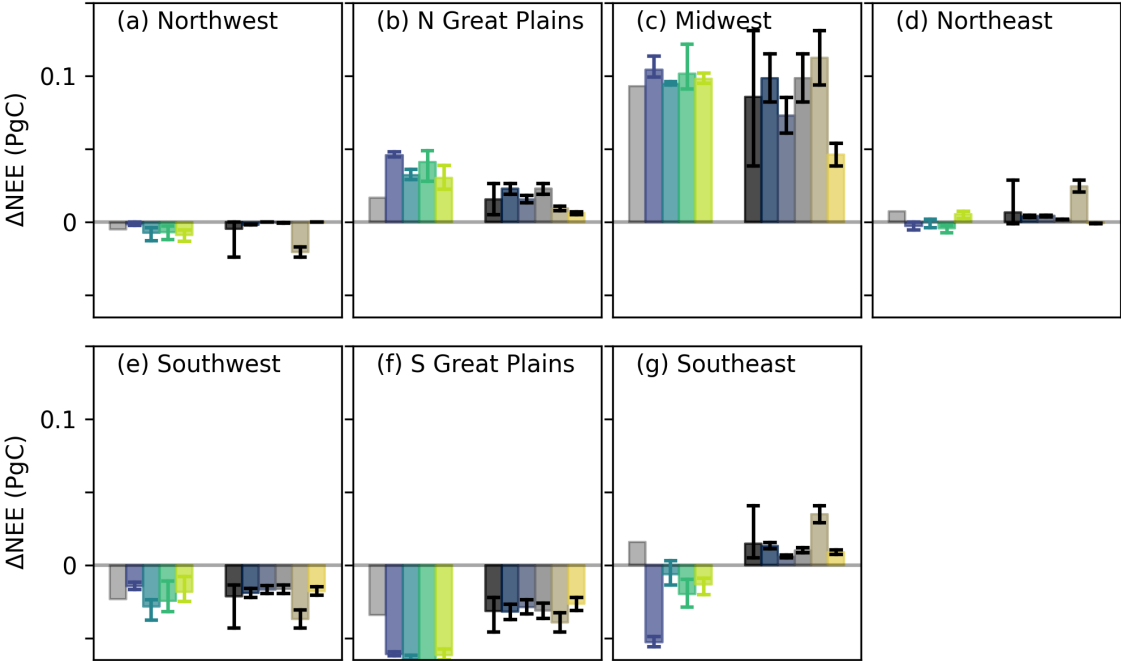 (a) Northwest
(b) N Great Plains
(c) Midwest
(d) Northeast
0.1
0
ΔNEE (PgC)
(e) Southwest
(f) S Great Plains
(g) Southeast
0.1
0
ΔNEE (PgC)